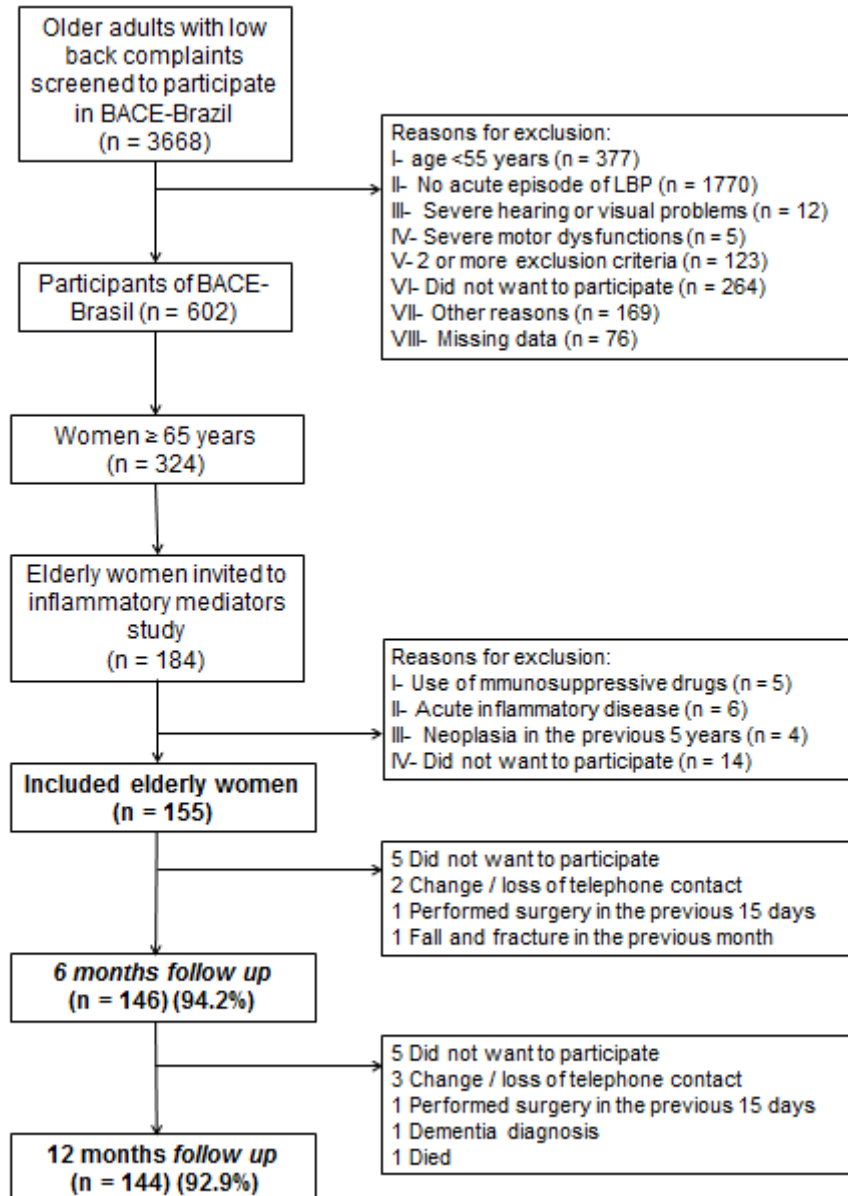 Older adults with low
back complaints
screened to participate
in BACE-Brazil
(n = 3668)
Reasons for exclusion:
I- age <55 years (n = 377)
II- No acute episode of LBP (n = 1770)
III- Severe hearing or visual problems (n = 12)
IV- Severe motor dysfunctions (n = 5)
V- 2 or more exclusion criteria (n = 123)
VI- Did not want to participate (n = 264)
VII- Other reasons (n = 169)
VIII- Missing data (n = 76)
Participants of BACE-
Brasil (n = 602)
Women ≥ 65 years
(n = 324)
Elderly women invited to
inflammatory mediators
study
(n = 184)
Reasons for exclusion:
I- Use of mmunosuppressive drugs (n = 5)
II- Acute inflammatory disease (n = 6)
III- Neoplasia in the previous 5 years (n = 4)
IV- Did not want to participate (n = 14)
Included elderly women
(n = 155)
5 Did not want to participate
2 Change / loss of telephone contact
1 Performed surgery in the previous 15 days
1 Fall and fracture in the previous month
6 months follow up
(n = 146) (94.2%)
5 Did not want to participate
3 Change / loss of telephone contact
1 Performed surgery in the previous 15 days
1 Dementia diagnosis
1 Died
12 months follow up
(n = 144) (92.9%)